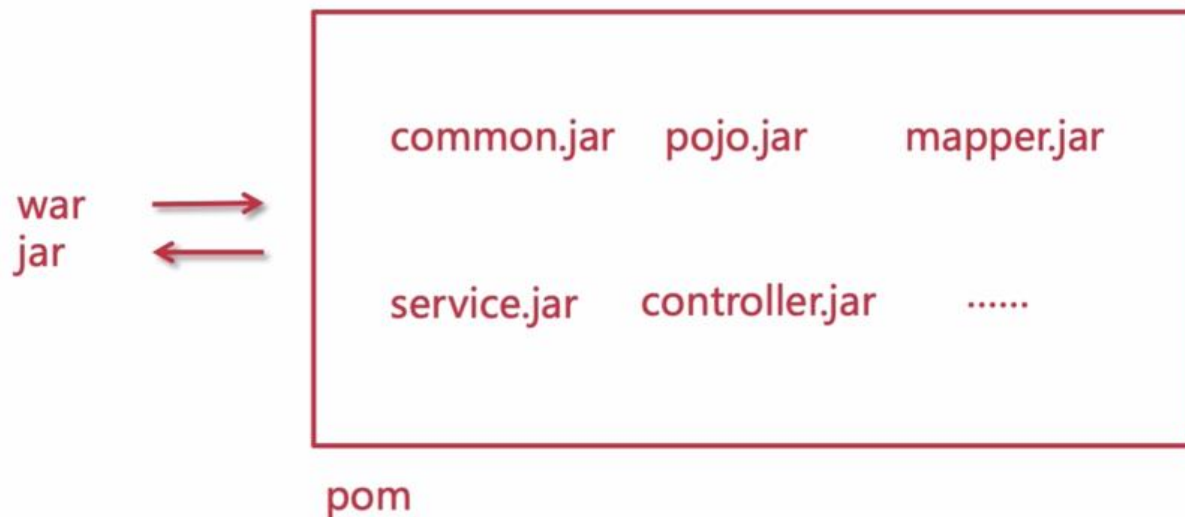 common.jar pojo.jar mapper.jar
war
jar
service.jar controller.jar ......
pom